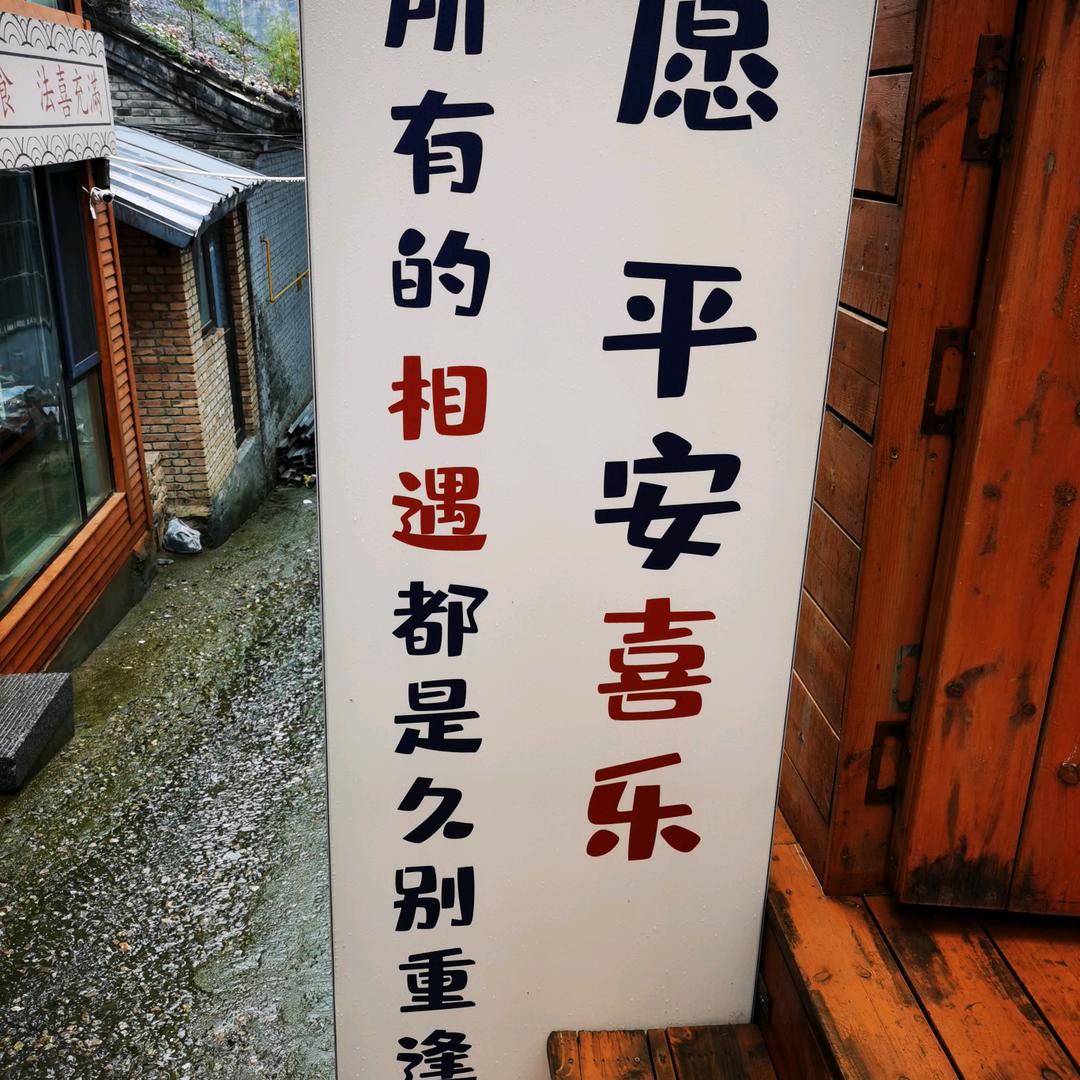 愿 平安喜乐
所有的相遇都是久别重逢
食 法喜充满